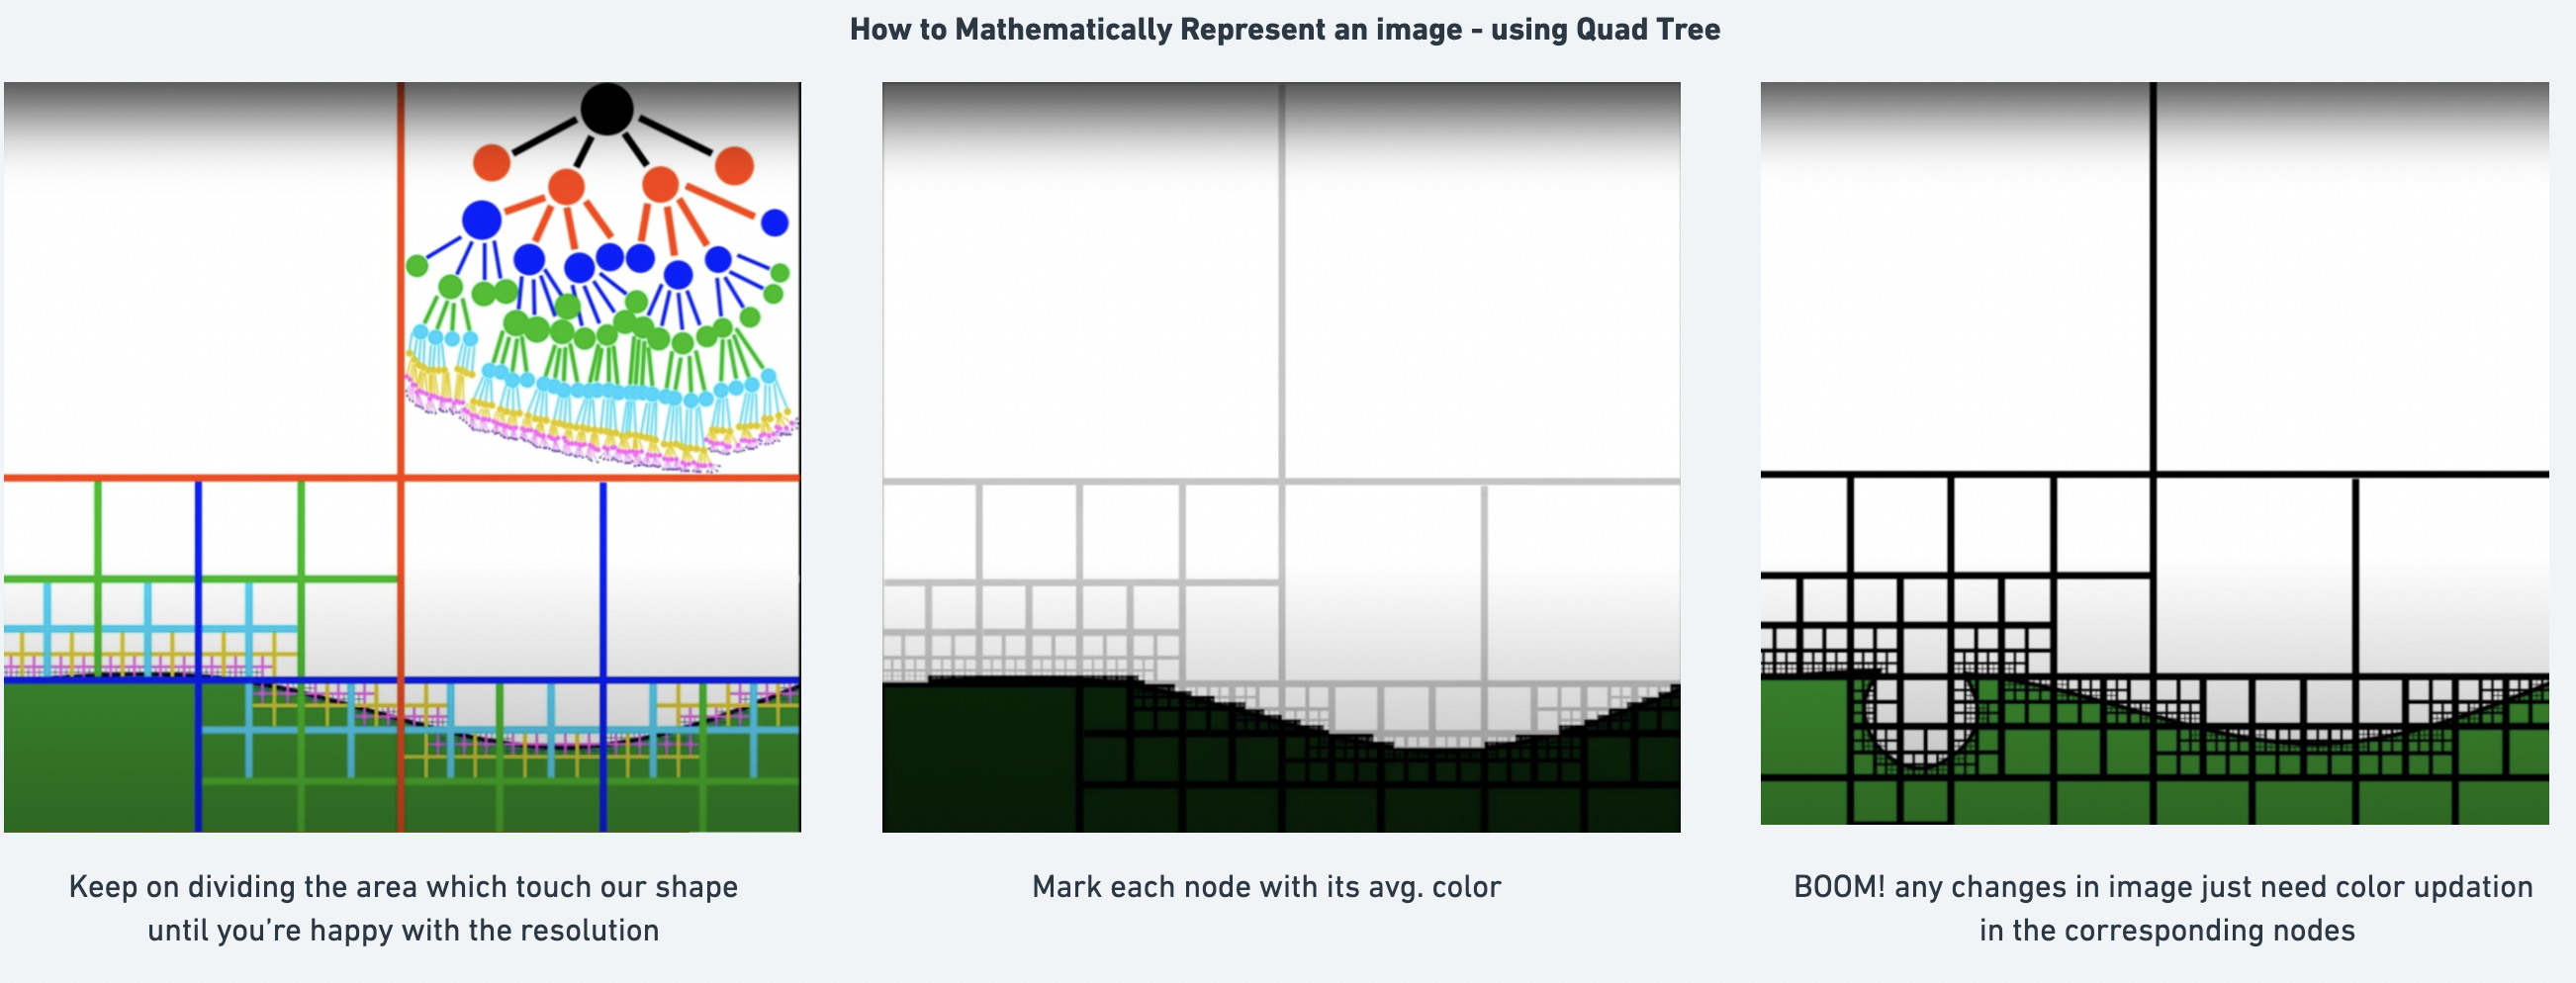 How to Mathematically Represent an image - using Quad Tree
Keep on dividing the area which touch our shape
until you’re happy with the resolution
Mark each node with its avg. color
BOOM! any changes in image just need color updation
in the corresponding nodes